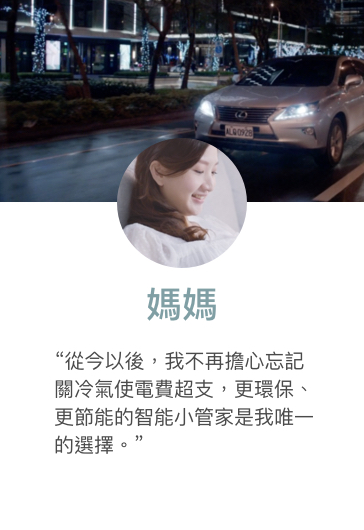 媽媽
“從今以後，我不再擔心忘記
關冷氣使電費超支，更環保、
更節能的智能小管家是我唯一
的選擇。”